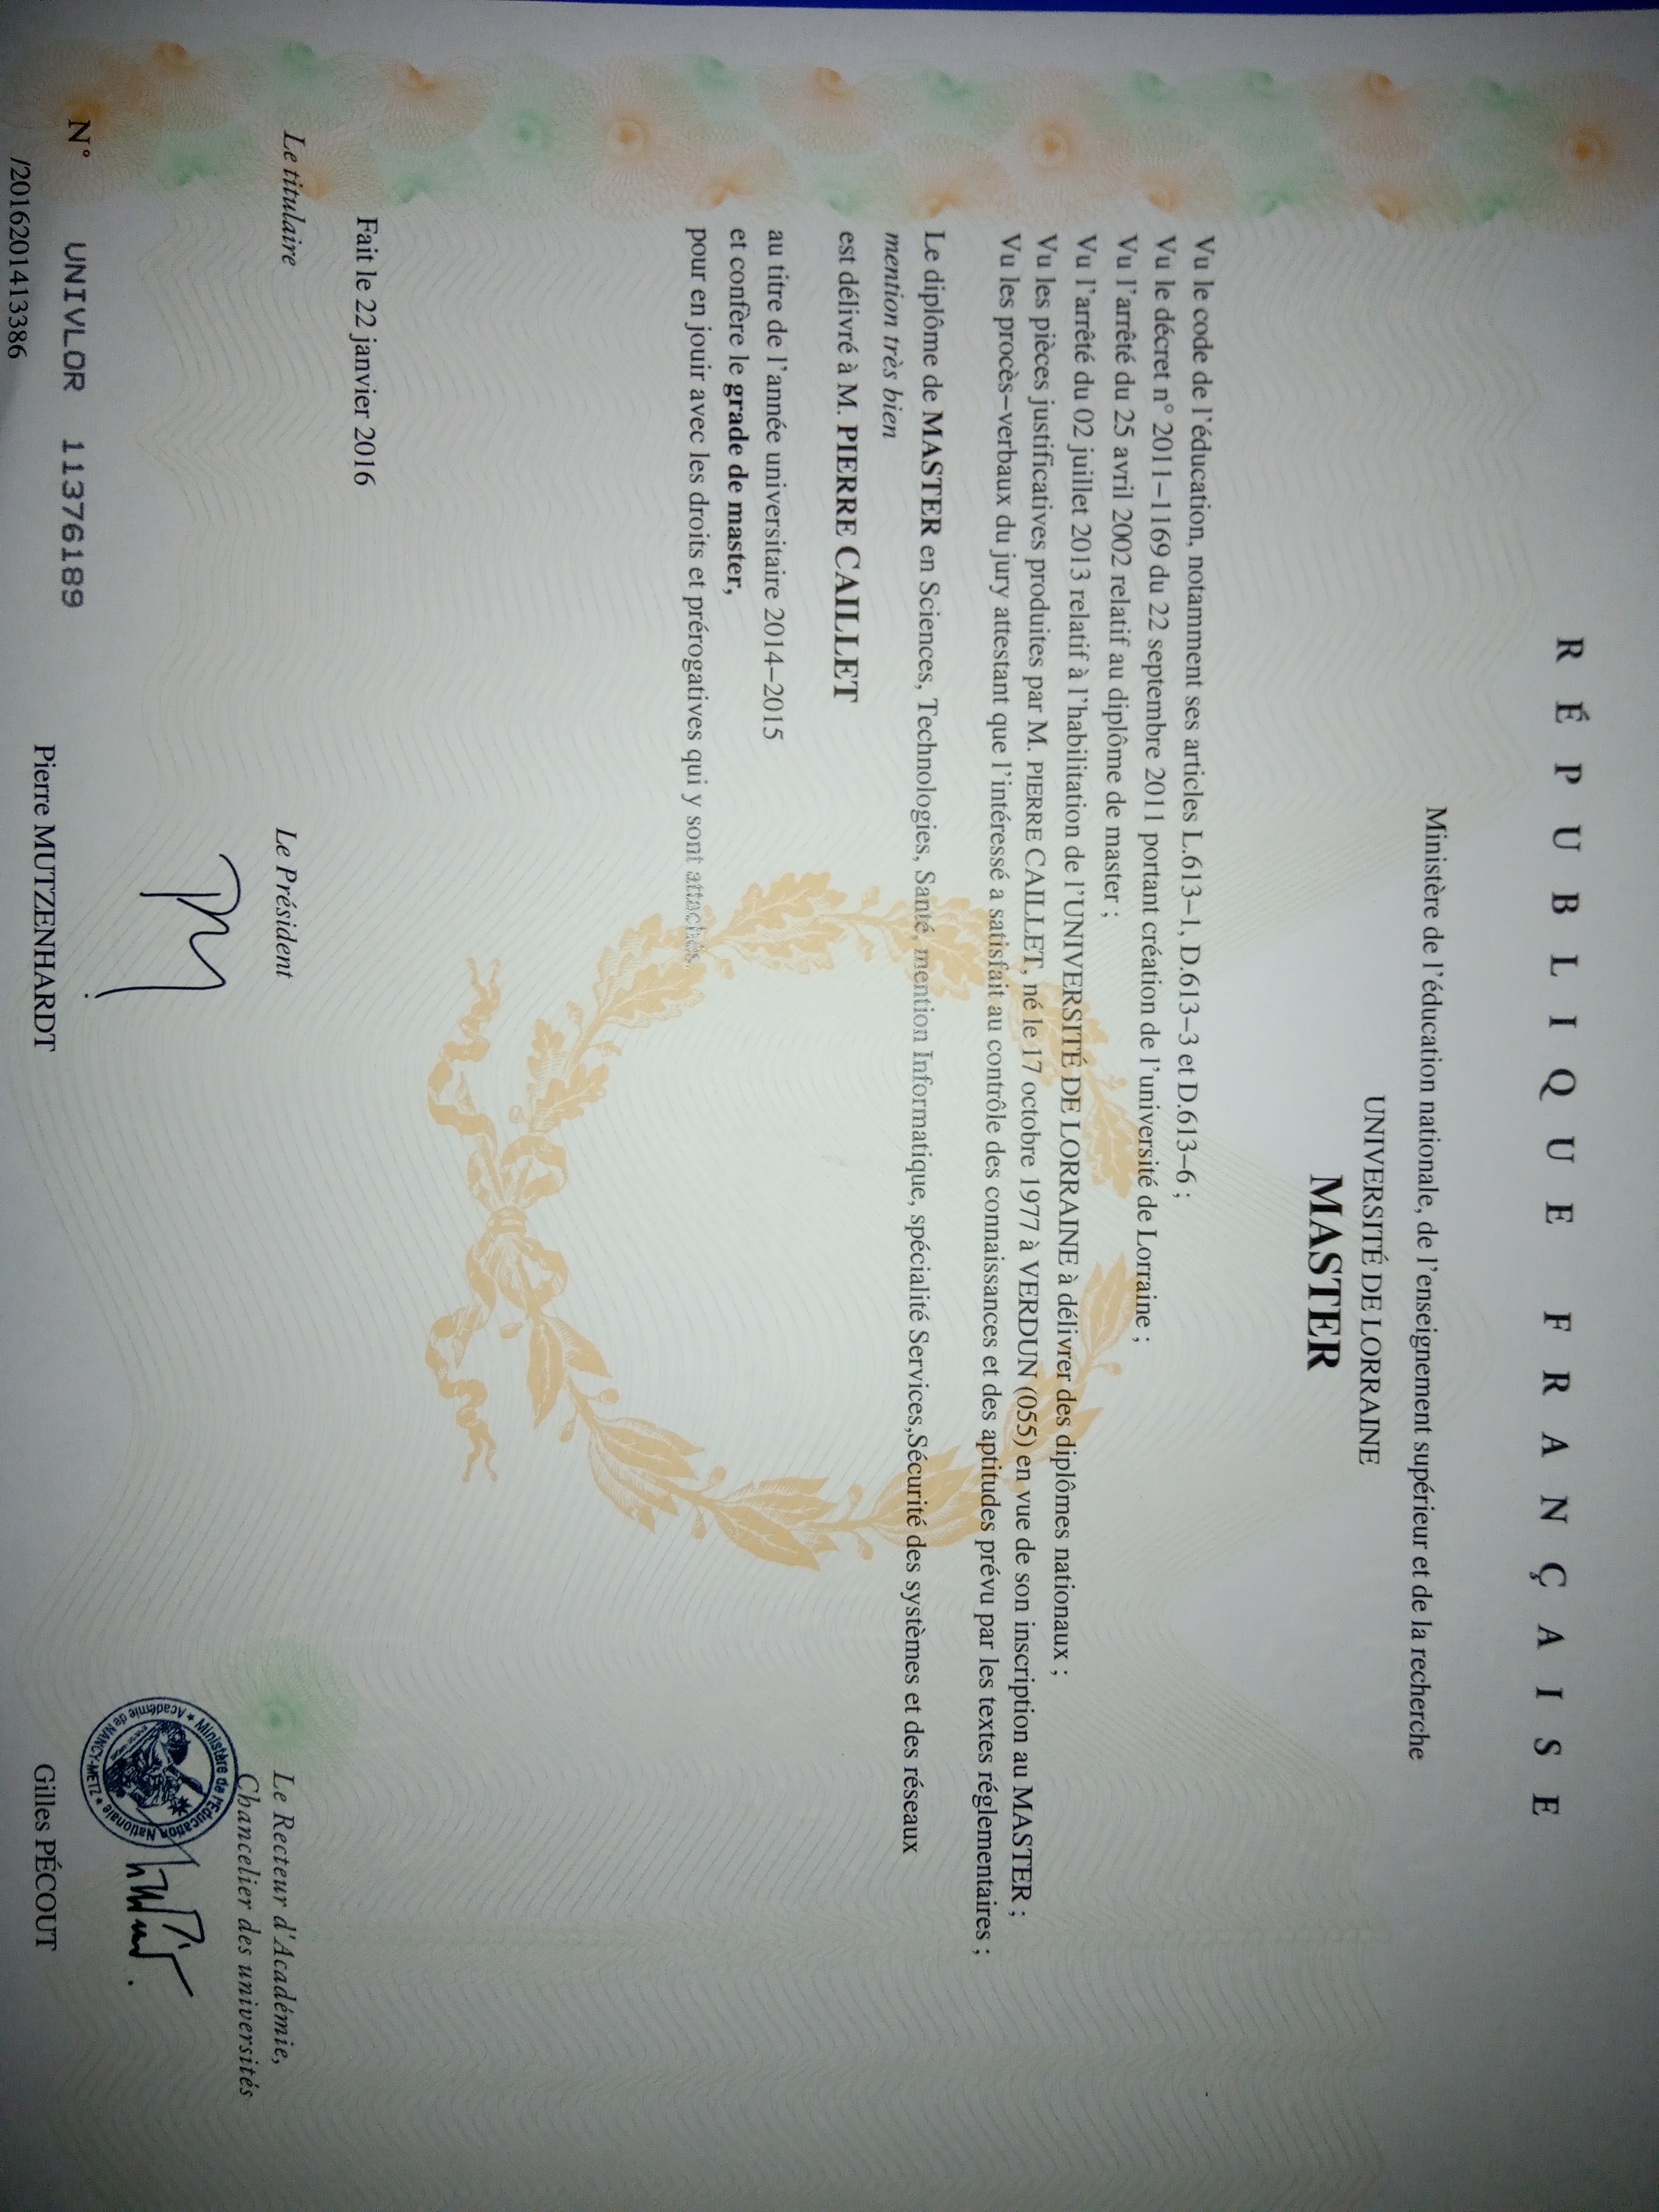 RÉPUBLIQUE FRANÇAISE
Ministère de l'éducation nationale, de l'enseignement supérieur et de la recherche
UNIVERSITÉ DE LORRAINE
MASTER
Vu le code de l'éducation, notamment ses articles L.613–1, D.613–3 et D.613–6 ;
Vu le décret n° 2011–1169 du 22 septembre 2011 portant création de l'université de Lorraine ;
Vu l'arrêté du 25 avril 2002 relatif au diplôme de master ;
Vu l'arrêté du 02 juillet 2013 relatif à l'habilitation de l'UNIVERSITÉ DE LORRAINE à délivrer des diplômes nationaux ;
Vu les pièces justificatives produites par M. PIERRE CAILLET, né le 17 octobre 1977 à VERDUN (055) en vue de son inscription au MASTER ;
Vu les procès–verbaux du jury attestant que l'intéressé a satisfait au contrôle des connaissances et des aptitudes prévu par les textes réglementaires ;
Le diplôme de MASTER en Sciences, Technologies, Santé, mention Informatique, spécialité Services,Sécurité des systèmes et des réseaux
mention très bien
est délivré à M. PIERRE CAILLET
au titre de l'année universitaire 2014–2015
et confère le grade de master,
pour en jouir avec les droits et prérogatives qui y sont attachés.
Fait le 22 janvier 2016
Le titulaire
Le Président
Le Recteur d'Académie,
Chancelier des universités
Ministère de l'Education Nationale
Académie de NANCY-METZ
N° UNIVLOR 11376189
Pierre MUTZENHARDT
Gilles PÉCOUT
/2016201413386